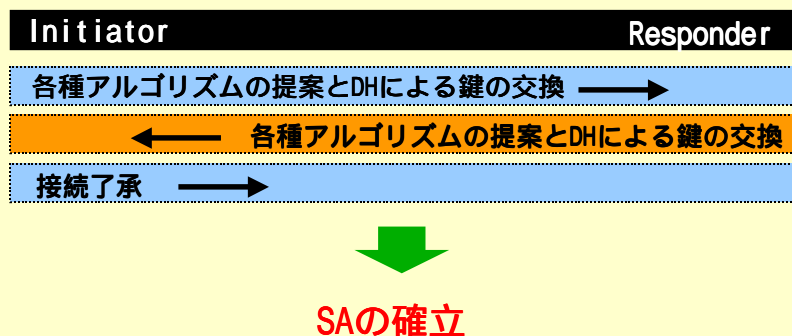 Initiator Responder
各種アルゴリズムの提案とDHによる鍵の交換
各種アルゴリズムの提案とDHによる鍵の交換
接続了承
SAの確立